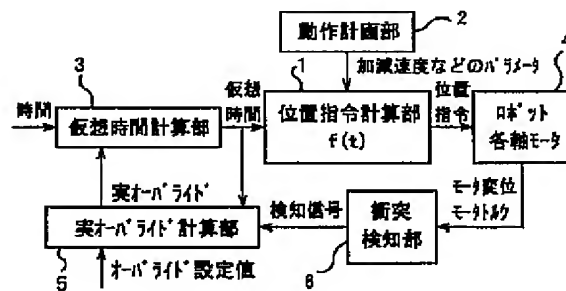 2
動作計画部
4
3
1
加減速度などのパラメータ
時間
仮想時間計算部
仮想
時間
位置指令計算部
f(t)
位置
指令
ロボット
各軸モータ
実オーバライド
モータ変位
モータトルク
実オーバライド計算部
検知信号
衝突
検知部
5
オーバライド設定値
6